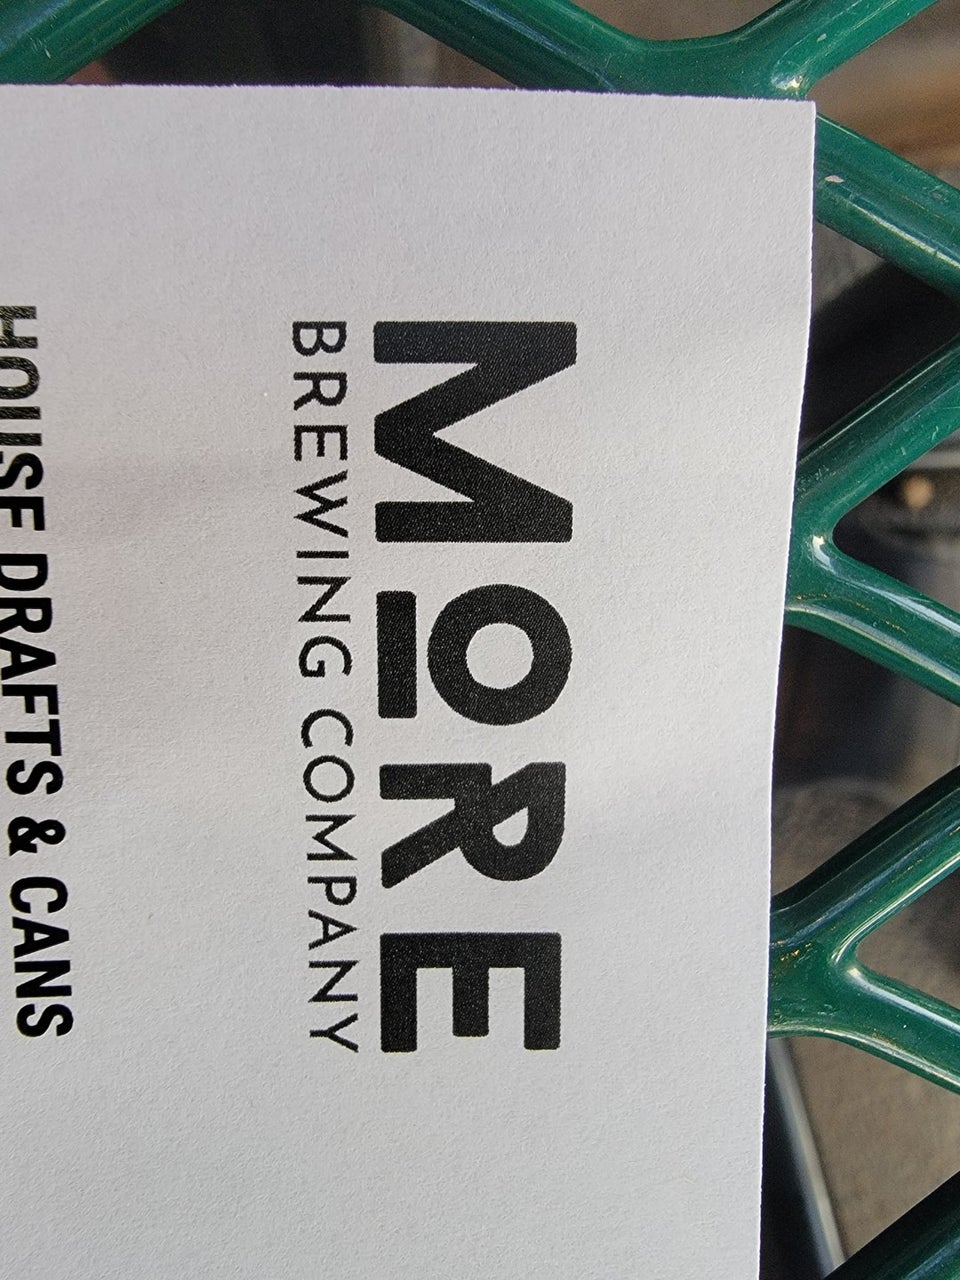 MORE
BREWING COMPANY
HOUSE DRAFTS & CANS